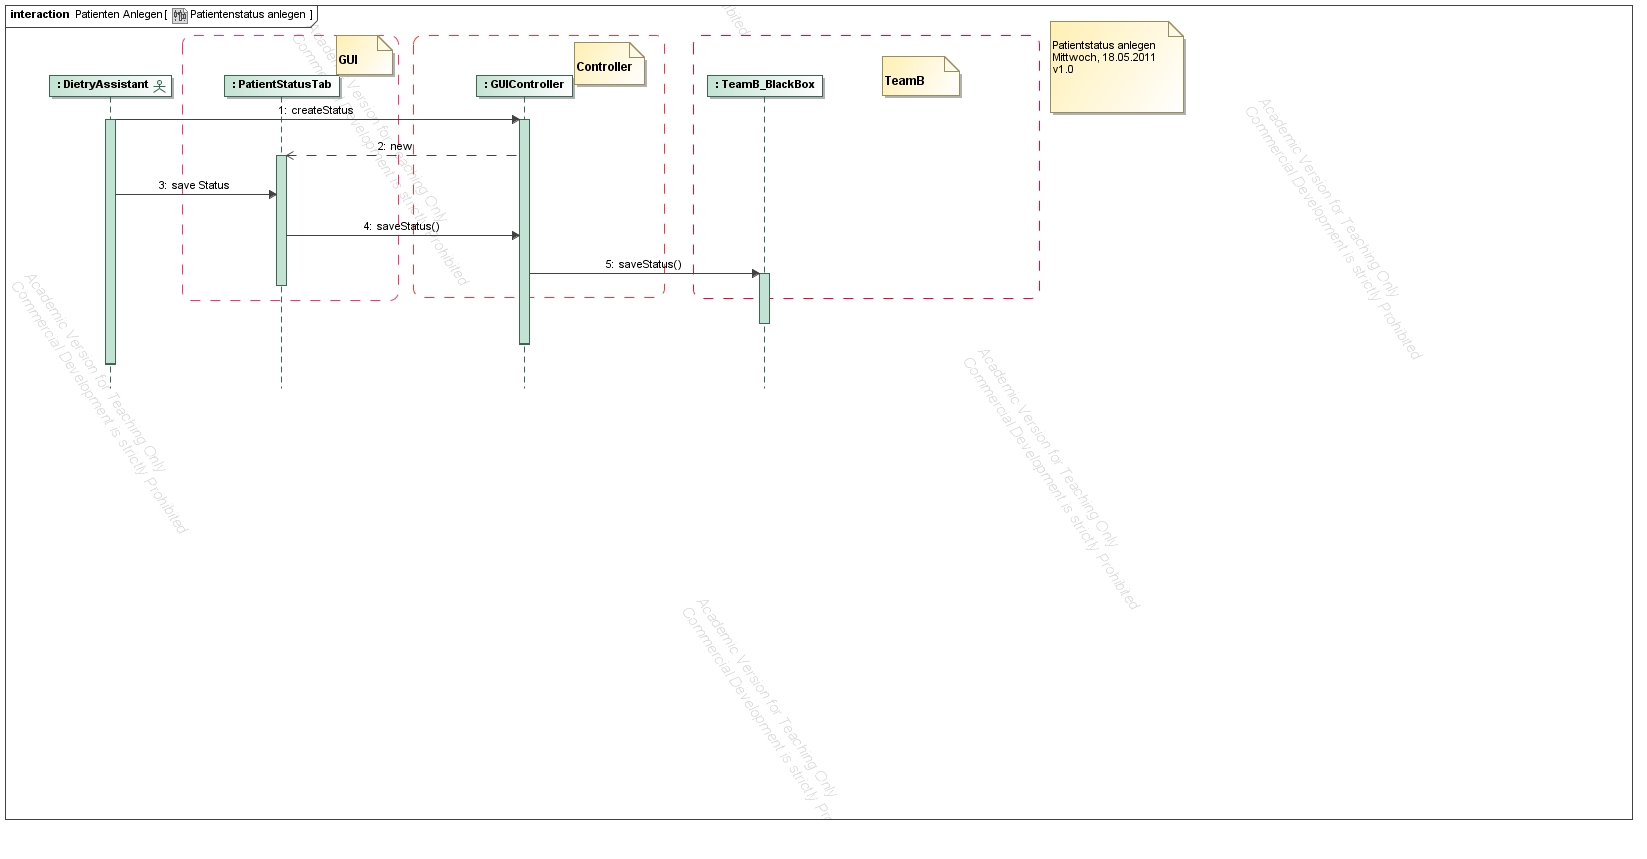 interaction Patienten Anlegen[ Patientenstatus anlegen ]
GUI
Controller
TeamB
Patientstatus anlegen
Mittwoch, 18.05.2011
v1.0
: DietryAssistant
: PatientStatusTab
: GUIController
: TeamB_BlackBox
1: createStatus
2: new
3: save Status
4: saveStatus()
5: saveStatus()
Academic Version for Teaching Only
Commercial Development is strictly Prohibited
Academic Version for Teaching Only
Commercial Development is strictly Prohibited
Academic Version for Teaching Only
Commercial Development is strictly Prohibited
Academic Version for Teaching Only
Commercial Development is strictly Prohibited
Academic Version for Teaching Only
Commercial Development is strictly Pr